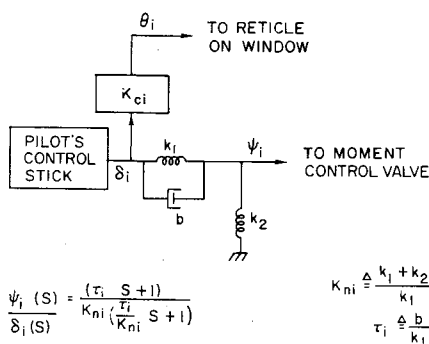 θi
TO RETICLE
ON WINDOW
Kci
PILOT'S
CONTROL
STICK
δi
k1
b
ψi
TO MOMENT
CONTROL VALVE
k2
ψi (S) / δi(S) = (τi S + 1) / Kni (τi/Kni S + 1)
Kni ≜ k1 + k2 / k1
τi ≜ b / k1